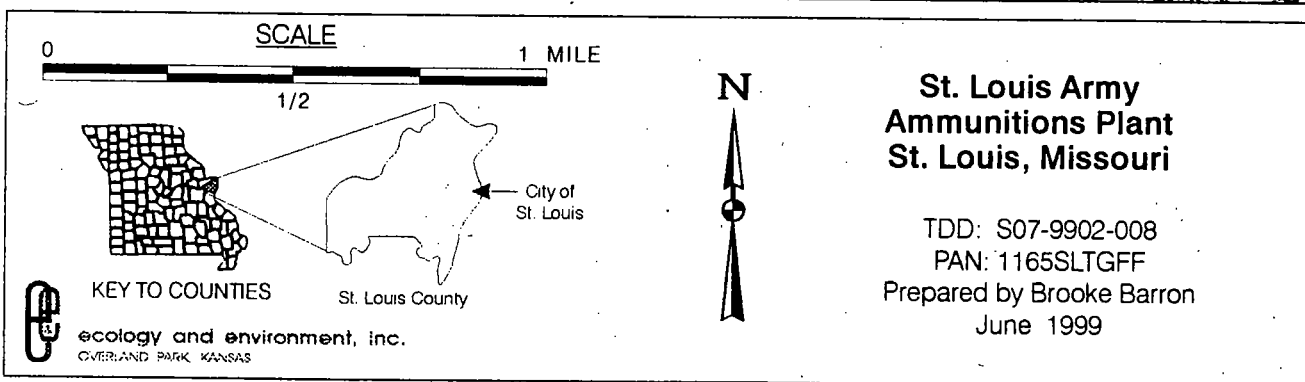 SCALE
0 1 MILE
1/2
City of
St. Louis
KEY TO COUNTIES
St. Louis County
ecology and environment, inc.
OVERLAND PARK, KANSAS
N
St. Louis Army
Ammunitions Plant
St. Louis, Missouri
TDD: S07-9902-008
PAN: 1165SLTGFF
Prepared by Brooke Barron
June 1999